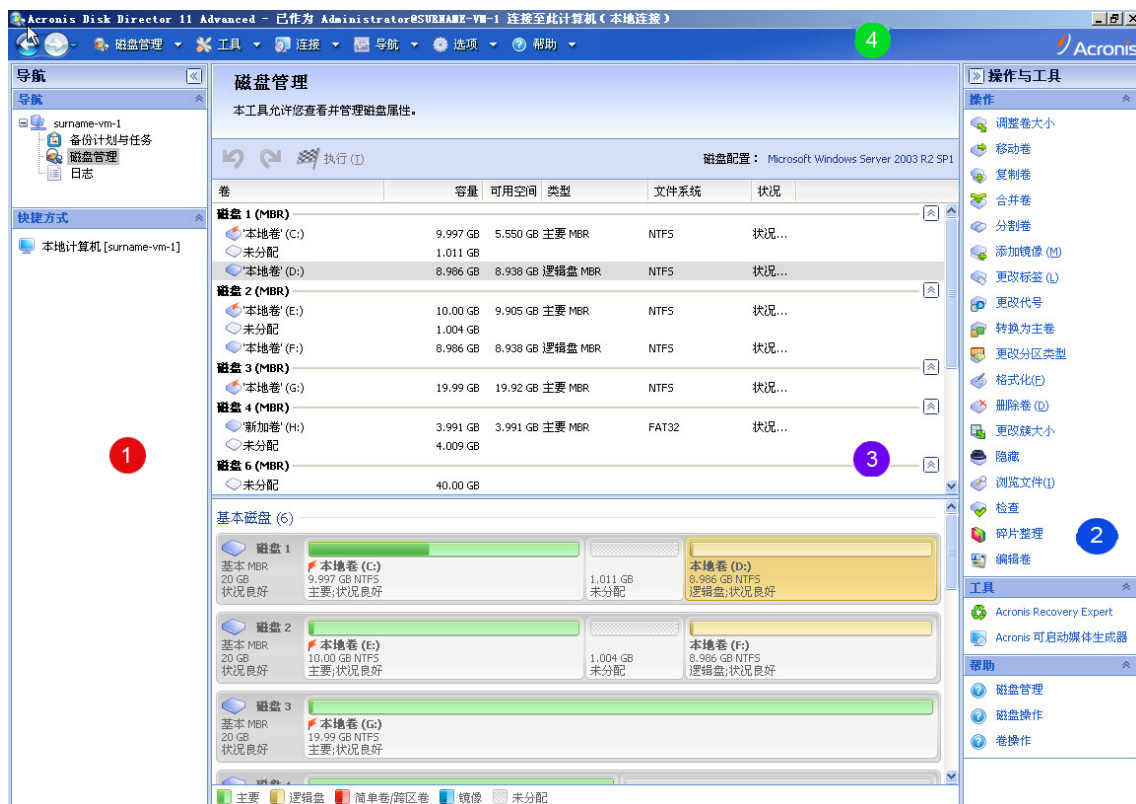 Acronis Disk Director 11 Advanced - 已作为 Administrator@SURNAME-VM-1 连接至此计算机(本地连接)
磁盘管理 工具 连接 导航 选项 帮助
4
Acronis
导航
导航
surname-vm-1
备份计划与任务
磁盘管理
日志
快捷方式
本地计算机 [surname-vm-1]
1
磁盘管理
本工具允许您查看并管理磁盘属性。
执行(I) 磁盘配置： Microsoft Windows Server 2003 R2 SP1
卷 容量 可用空间 类型 文件系统 状况
磁盘 1 (MBR)
'本地卷' (C:) 9.997 GB 5.550 GB 主要 MBR NTFS 状况...
未分配 1.011 GB
'本地卷' (D:) 8.986 GB 8.938 GB 逻辑盘 MBR NTFS 状况...
磁盘 2 (MBR)
'本地卷' (E:) 10.00 GB 9.905 GB 主要 MBR NTFS 状况...
未分配 1.004 GB
'本地卷' (F:) 8.986 GB 8.938 GB 逻辑盘 MBR NTFS 状况...
磁盘 3 (MBR)
'本地卷' (G:) 19.99 GB 19.92 GB 主要 MBR NTFS 状况...
磁盘 4 (MBR)
'新加卷' (H:) 3.991 GB 3.991 GB 主要 MBR FAT32 状况...
未分配 4.009 GB
磁盘 6 (MBR)
未分配 40.00 GB
3
基本磁盘 (6)
磁盘 1
基本 MBR
20 GB
状况良好
本地卷 (C:)
9.997 GB NTFS
主要;状况良好
1.011 GB
未分配
本地卷 (D:)
8.986 GB NTFS
逻辑盘;状况良好
磁盘 2
基本 MBR
20 GB
状况良好
本地卷 (E:)
10.00 GB NTFS
主要;状况良好
1.004 GB
未分配
本地卷 (F:)
8.986 GB NTFS
逻辑盘;状况良好
磁盘 3
基本 MBR
20 GB
状况良好
本地卷 (G:)
19.99 GB NTFS
主要;状况良好
主要 逻辑盘 简单卷/跨区卷 镜像 未分配
操作与工具
操作
调整卷大小
移动卷
复制卷
合并卷
分割卷
添加镜像 (M)
更改标签 (L)
更改代号
转换为主卷
更改分区类型
格式化(F)
删除卷 (D)
更改簇大小
隐藏
浏览文件(I)
检查
碎片整理
2
编辑卷
工具
Acronis Recovery Expert
Acronis 可启动媒体生成器
帮助
磁盘管理
磁盘操作
卷操作